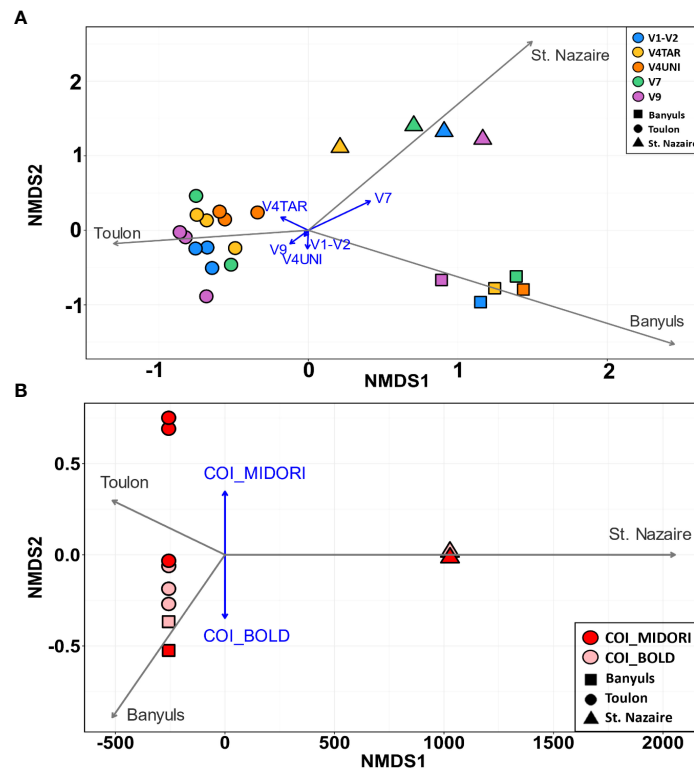 A
V1-V2
V4TAR
V4UNI
V7
V9
Banyuls
Toulon
St. Nazaire
St. Nazaire
V7
V4TAR
Toulon
V9
V1-V2
V4UNI
Banyuls
2
1
0
-1
NMDS2
-1
0
1
2
NMDS1
B
COI_MIDORI
Toulon
St. Nazaire
COI_BOLD
Banyuls
COI_MIDORI
COI_BOLD
Banyuls
Toulon
St. Nazaire
0.5
0.0
-0.5
NMDS2
-500
0
500
1000
1500
2000
NMDS1